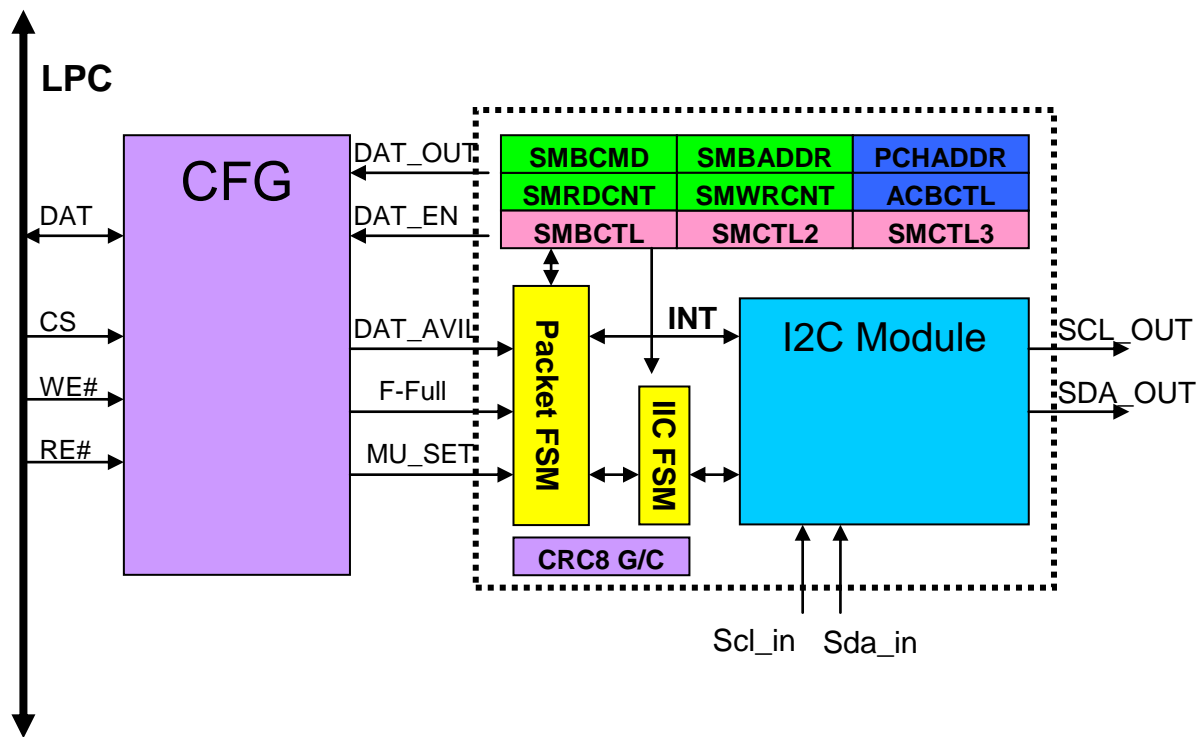 LPC
CFG
DAT
CS
WE#
RE#
DAT_OUT
DAT_EN
DAT_AVIL
F-Full
MU_SET
SMBCMD SMBADDR PCHADDR
SMRDCNT SMWRCNT ACBCTL
SMBCTL SMCTL2 SMCTL3
Packet FSM
INT
IIC FSM
I2C Module
CRC8 G/C
SCL_OUT
SDA_OUT
Scl_in Sda_in